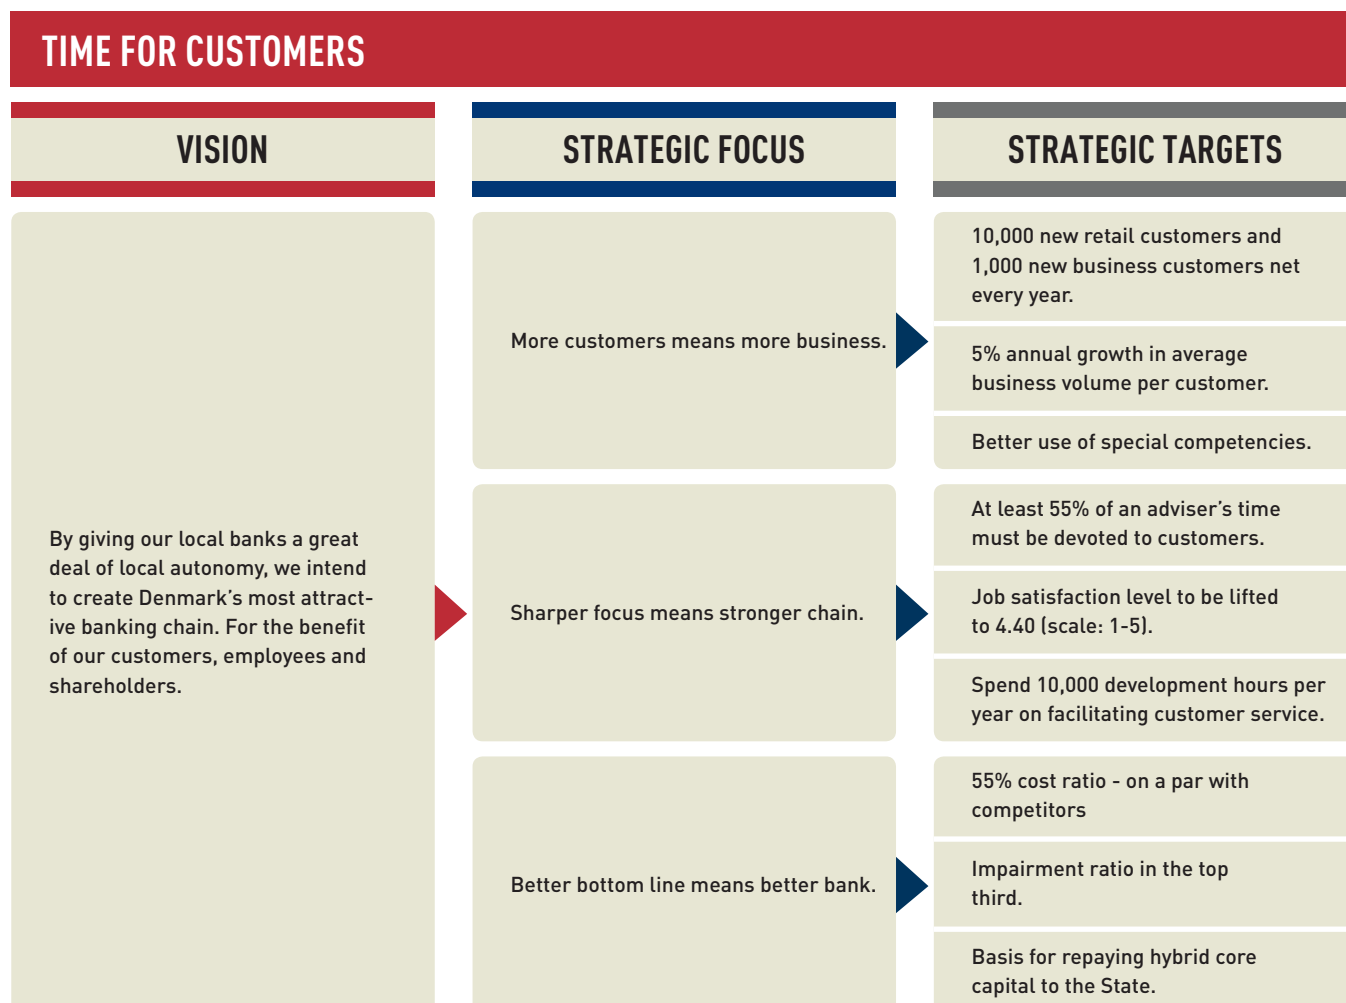 TIME FOR CUSTOMERS
VISION
STRATEGIC FOCUS
STRATEGIC TARGETS
By giving our local banks a great
deal of local autonomy, we intend
to create Denmark's most attract-
ive banking chain. For the benefit
of our customers, employees and
shareholders.
More customers means more business.
10,000 new retail customers and
1,000 new business customers net
every year.
5% annual growth in average
business volume per customer.
Better use of special competencies.
Sharper focus means stronger chain.
At least 55% of an adviser's time
must be devoted to customers.
Job satisfaction level to be lifted
to 4.40 (scale: 1-5).
Spend 10,000 development hours per
year on facilitating customer service.
Better bottom line means better bank.
55% cost ratio - on a par with
competitors
Impairment ratio in the top
third.
Basis for repaying hybrid core
capital to the State.